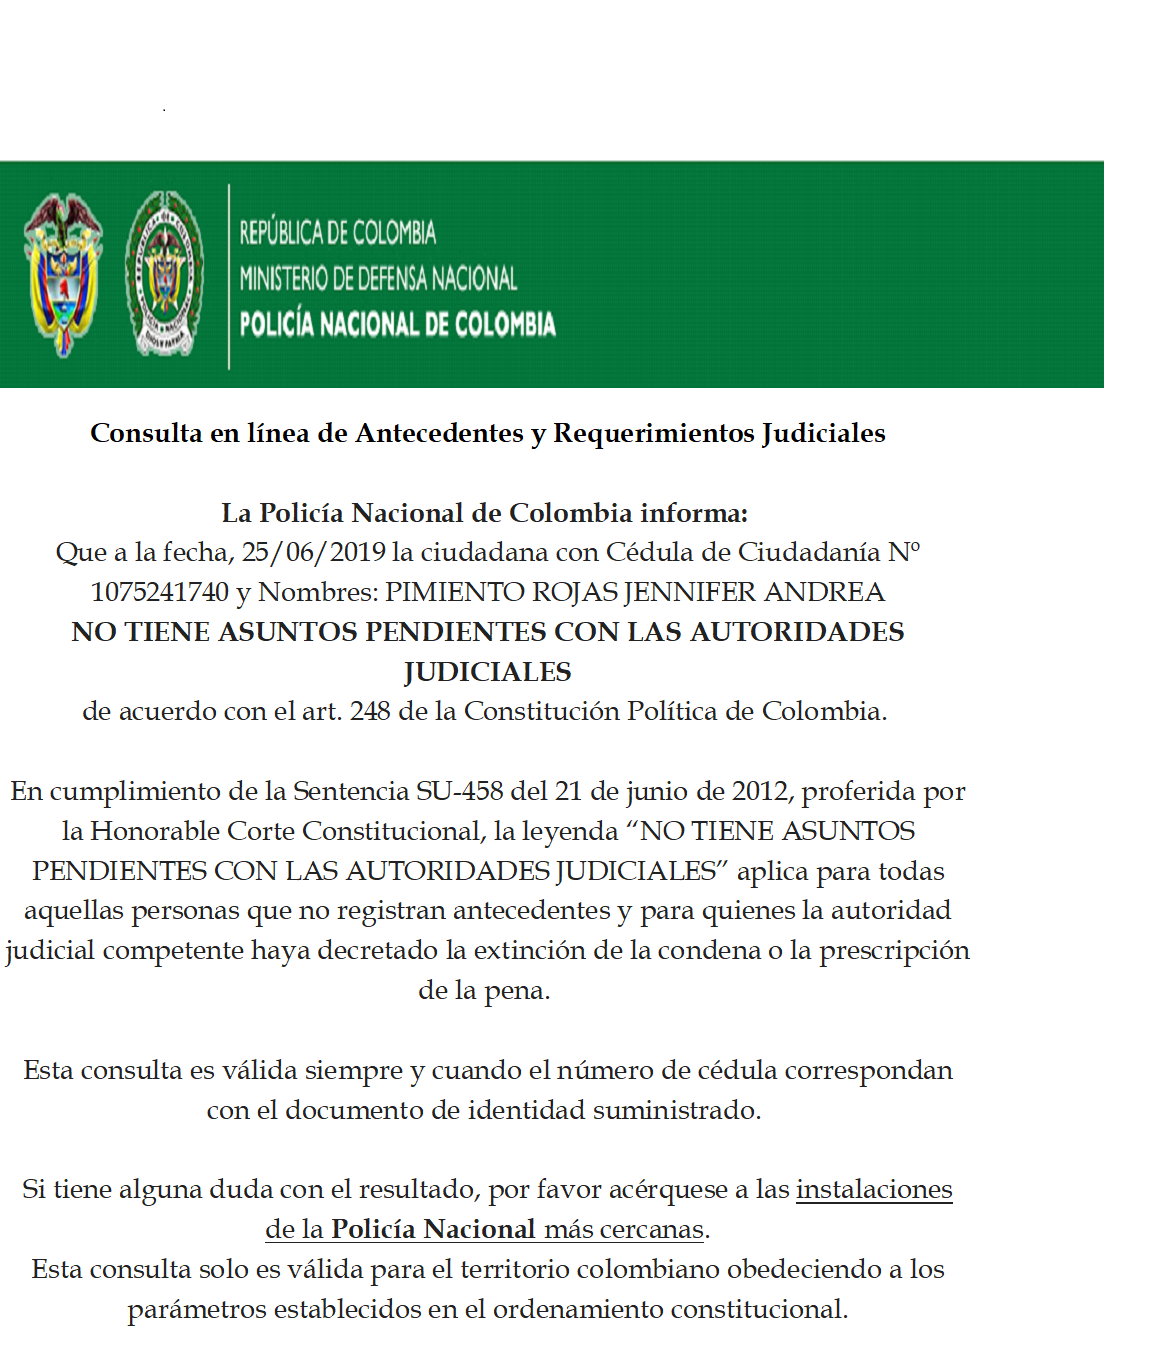 REPÚBLICA DE COLOMBIA
MINISTERIO DE DEFENSA NACIONAL
POLICÍA NACIONAL DE COLOMBIA
Consulta en línea de Antecedentes y Requerimientos Judiciales
La Policía Nacional de Colombia informa:
Que a la fecha, 25/06/2019 la ciudadana con Cédula de Ciudadanía Nº
1075241740 y Nombres: PIMIENTO ROJAS JENNIFER ANDREA
NO TIENE ASUNTOS PENDIENTES CON LAS AUTORIDADES
JUDICIALES
de acuerdo con el art. 248 de la Constitución Política de Colombia.
En cumplimiento de la Sentencia SU-458 del 21 de junio de 2012, proferida por
la Honorable Corte Constitucional, la leyenda “NO TIENE ASUNTOS
PENDIENTES CON LAS AUTORIDADES JUDICIALES” aplica para todas
aquellas personas que no registran antecedentes y para quienes la autoridad
judicial competente haya decretado la extinción de la condena o la prescripción
de la pena.
Esta consulta es válida siempre y cuando el número de cédula correspondan
con el documento de identidad suministrado.
Si tiene alguna duda con el resultado, por favor acérquese a las instalaciones
de la Policía Nacional más cercanas.
Esta consulta solo es válida para el territorio colombiano obedeciendo a los
parámetros establecidos en el ordenamiento constitucional.